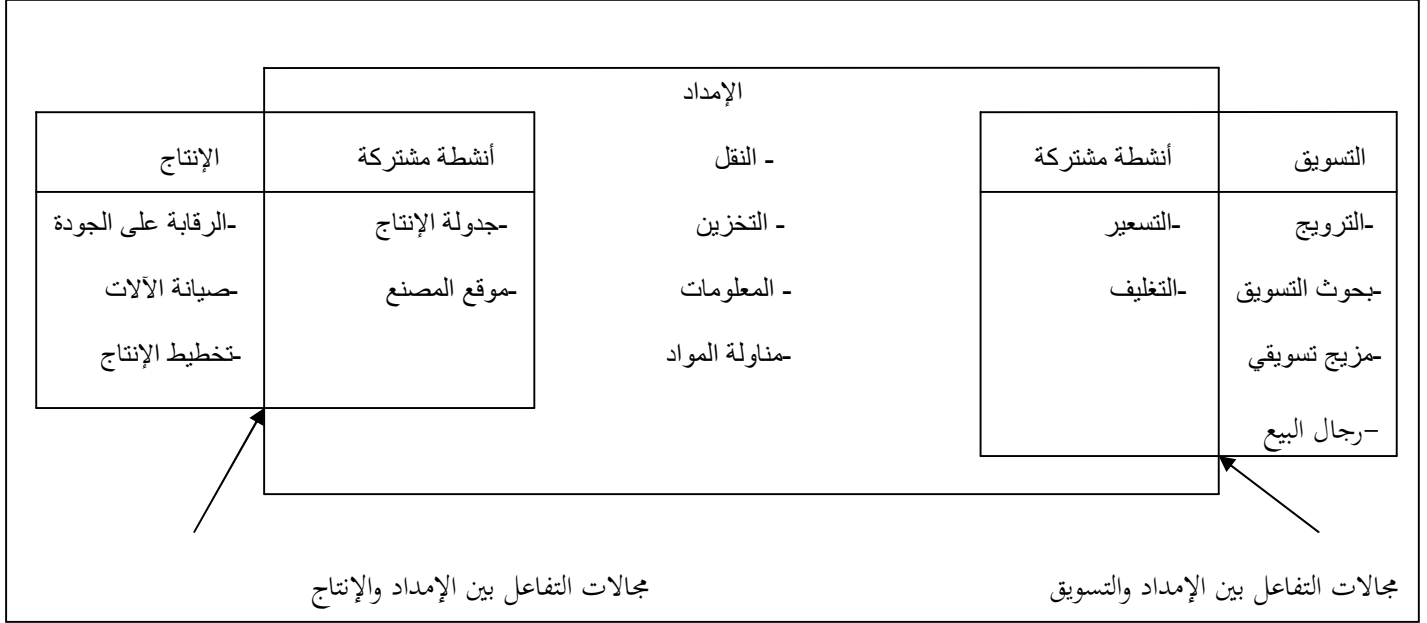 الإمداد
التسويق
أنشطة مشتركة
- النقل
أنشطة مشتركة
الإنتاج
-الترويج
-التسعير
- التخزين
-جدولة الإنتاج
-الرقابة على الجودة
-بحوث التسويق
-التغليف
- المعلومات
-موقع المصنع
-صيانة الآلات
-مزيج تسويقي
-مناولة المواد
-تخطيط الإنتاج
–رجال البيع
مجالات التفاعل بين الإمداد والتسويق
مجالات التفاعل بين الإمداد والإنتاج